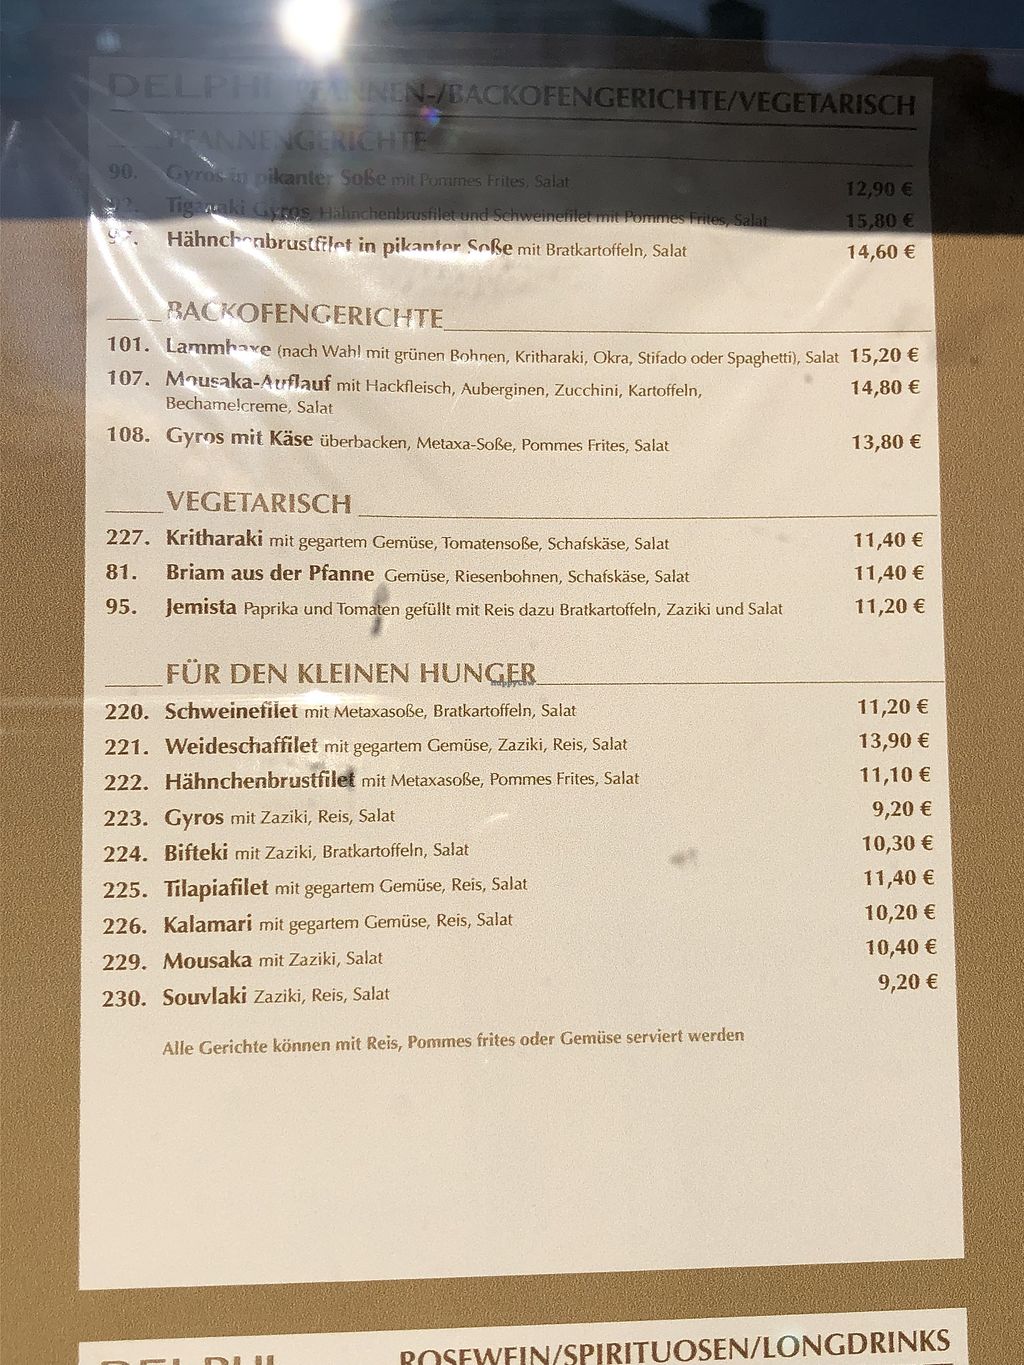 DELPHI PFANNEN-/BACKOFENGERICHTE/VEGETARISCH
PFANNENGERICHTE
90. Gyros in pikanter Soße mit Pommes Frites, Salat 12,90 €
92. Tiganaki Gyros, Hähnchenbrusfilet und Schweinefilet mit Pommes Frites, Salat 15,80 €
97. Hähnchenbrustfilet in pikanter Soße mit Bratkartoffeln, Salat 14,60 €
BACKOFENGERICHTE
101. Lammhaxe (nach Wahl mit grünen Bohnen, Kritharaki, Okra, Stifado oder Spaghetti), Salat 15,20 €
107. Mousaka-Auflauf mit Hackfleisch, Auberginen, Zucchini, Kartoffeln, 14,80 €
Bechamelcreme, Salat
108. Gyros mit Käse überbacken, Metaxa-Soße, Pommes Frites, Salat 13,80 €
VEGETARISCH
227. Kritharaki mit gegartem Gemüse, Tomatensoße, Schafskäse, Salat 11,40 €
81. Briam aus der Pfanne Gemüse, Riesenbohnen, Schafskäse, Salat 11,40 €
95. Jemista Paprika und Tomaten gefüllt mit Reis dazu Bratkartoffeln, Zaziki und Salat 11,20 €
FÜR DEN KLEINEN HUNGER
happycow
220. Schweinefilet mit Metaxasoße, Bratkartoffeln, Salat 11,20 €
221. Weideschaffilet mit gegartem Gemüse, Zaziki, Reis, Salat 13,90 €
222. Hähnchenbrustfilet mit Metaxasoße, Pommes Frites, Salat 11,10 €
223. Gyros mit Zaziki, Reis, Salat 9,20 €
224. Bifteki mit Zaziki, Bratkartoffeln, Salat 10,30 €
225. Tilapiafilet mit gegartem Gemüse, Reis, Salat 11,40 €
226. Kalamari mit gegartem Gemüse, Reis, Salat 10,20 €
229. Mousaka mit Zaziki, Salat 10,40 €
230. Souvlaki Zaziki, Reis, Salat 9,20 €
Alle Gerichte können mit Reis, Pommes frites oder Gemüse serviert werden
DELPHI ROSEWEIN/SPIRITUOSEN/LONGDRINKS